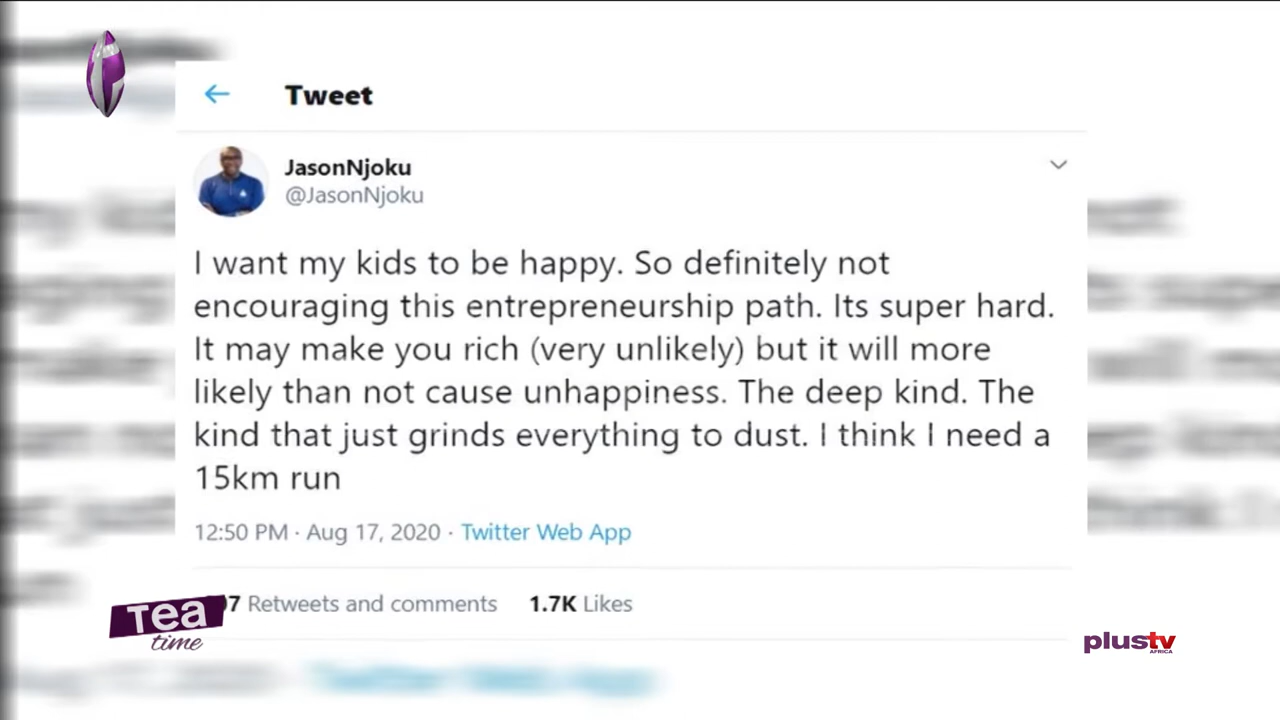 Tweet
JasonNjoku
@JasonNjoku
I want my kids to be happy. So definitely not
encouraging this entrepreneurship path. Its super hard.
It may make you rich (very unlikely) but it will more
likely than not cause unhappiness. The deep kind. The
kind that just grinds everything to dust. I think I need a
15km run
12:50 PM · Aug 17, 2020 · Twitter Web App
Retweets and comments 1.7K Likes
Tea
time
plustv
AFRICA